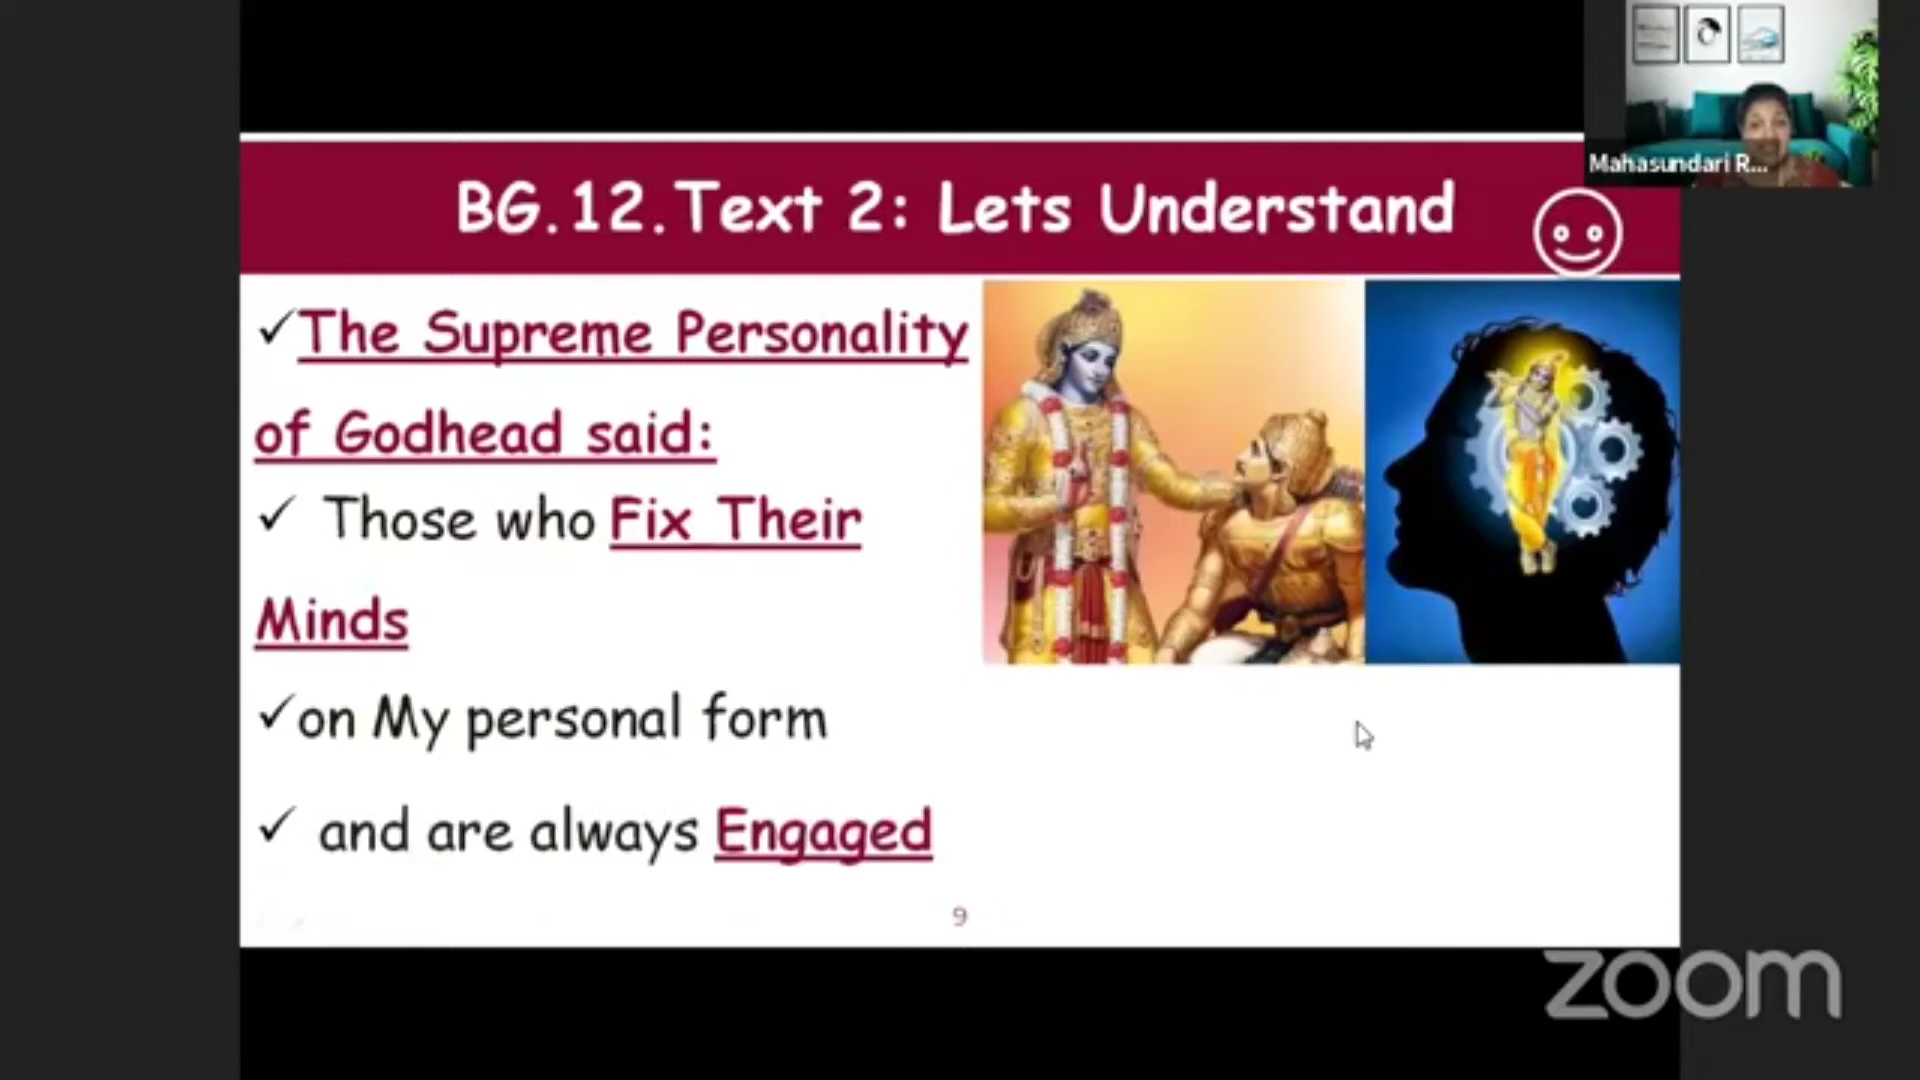 Mahasundari R...
BG.12.Text 2: Lets Understand
✓The Supreme Personality
of Godhead said:
✓ Those who Fix Their
Minds
✓on My personal form
✓ and are always Engaged
9
zoom